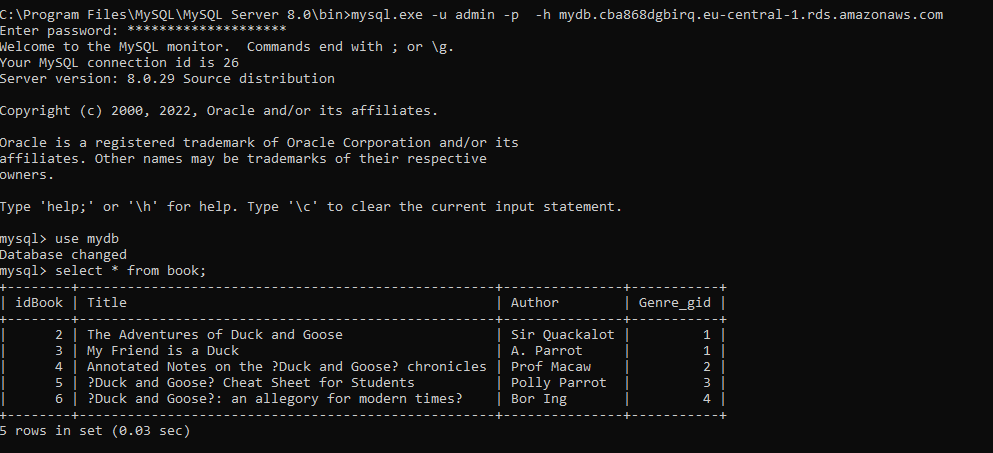 C:\Program Files\MySQL\MySQL Server 8.0\bin>mysql.exe -u admin -p  -h mydb.cba868dgbirq.eu-central-1.rds.amazonaws.com
Enter password: ********************
Welcome to the MySQL monitor.  Commands end with ; or \g.
Your MySQL connection id is 26
Server version: 8.0.29 Source distribution

Copyright (c) 2000, 2022, Oracle and/or its affiliates.

Oracle is a registered trademark of Oracle Corporation and/or its
affiliates. Other names may be trademarks of their respective
owners.

Type 'help;' or '\h' for help. Type '\c' to clear the current input statement.

mysql> use mydb
Database changed
mysql> select * from book;
+--------+----------------------------------------------------+---------------+-----------+
| idBook | Title                                              | Author        | Genre_gid |
+--------+----------------------------------------------------+---------------+-----------+
|      2 | The Adventures of Duck and Goose                   | Sir Quackalot |         1 |
|      3 | My Friend is a Duck                                | A. Parrot     |         1 |
|      4 | Annotated Notes on the ?Duck and Goose? chronicles | Prof Macaw    |         2 |
|      5 | ?Duck and Goose? Cheat Sheet for Students          | Polly Parrot  |         3 |
|      6 | ?Duck and Goose?: an allegory for modern times?    | Bor Ing       |         4 |
+--------+----------------------------------------------------+---------------+-----------+
5 rows in set (0.03 sec)